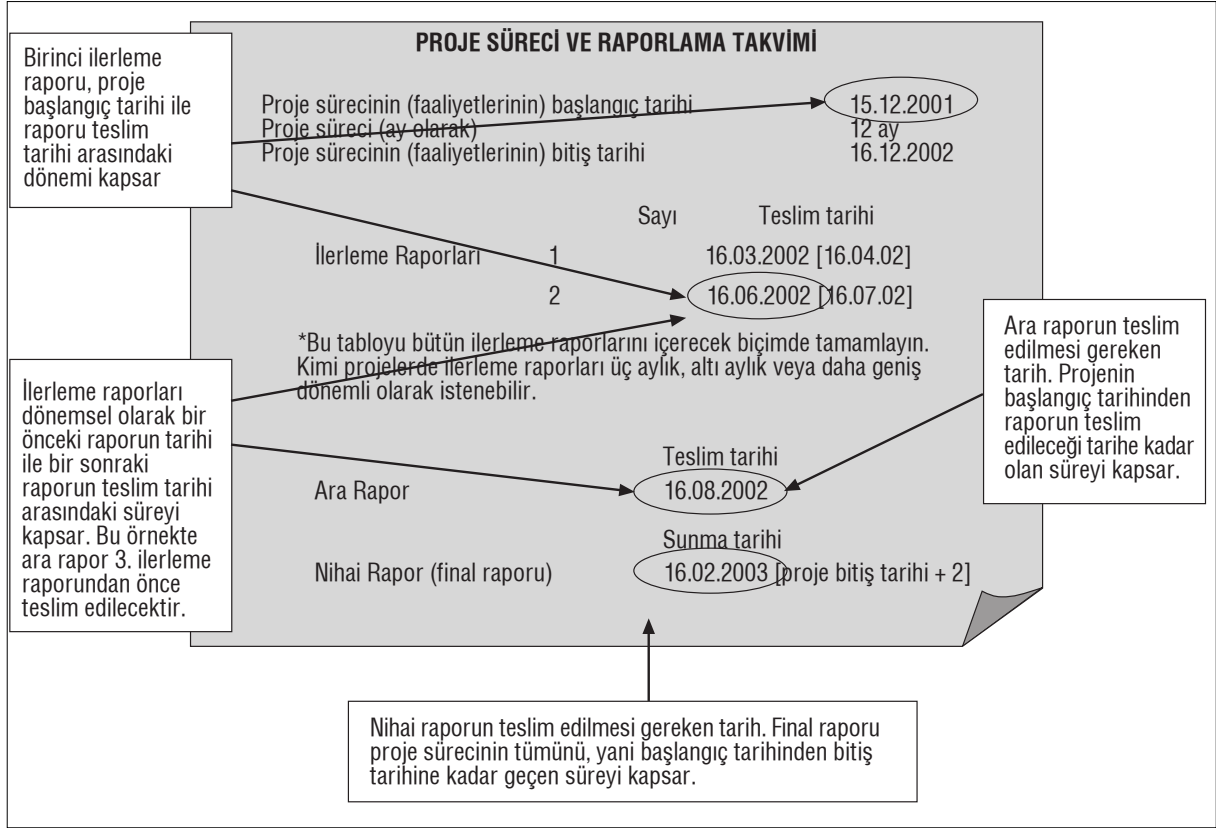 PROJE SÜRECİ VE RAPORLAMA TAKVİMİ
Birinci ilerleme
raporu, proje
başlangıç tarihi ile
raporu teslim
tarihi arasındaki
dönemi kapsar
Proje sürecinin (faaliyetlerinin) başlangıç tarihi 15.12.2001
Proje süreci (ay olarak) 12 ay
Proje sürecinin (faaliyetlerinin) bitiş tarihi 16.12.2002
Sayı Teslim tarihi
İlerleme Raporları 1 16.03.2002 [16.04.02]
2 16.06.2002 [16.07.02]
*Bu tabloyu bütün ilerleme raporlarını içerecek biçimde tamamlayın.
Kimi projelerde ilerleme raporları üç aylık, altı aylık veya daha geniş
dönemli olarak istenebilir.
Ara raporun teslim
edilmesi gereken
tarih. Projenin
başlangıç tarihinden
raporun teslim
edileceği tarihe kadar
olan süreyi kapsar.
İlerleme raporları
dönemsel olarak bir
önceki raporun tarihi
ile bir sonraki
raporun teslim tarihi
arasındaki süreyi
kapsar. Bu örnekte
ara rapor 3. ilerleme
raporundan önce
teslim edilecektir.
Teslim tarihi
Ara Rapor 16.08.2002
Sunma tarihi
Nihai Rapor (final raporu) 16.02.2003 [proje bitiş tarihi + 2]
Nihai raporun teslim edilmesi gereken tarih. Final raporu
proje sürecinin tümünü, yani başlangıç tarihinden bitiş
tarihine kadar geçen süreyi kapsar.